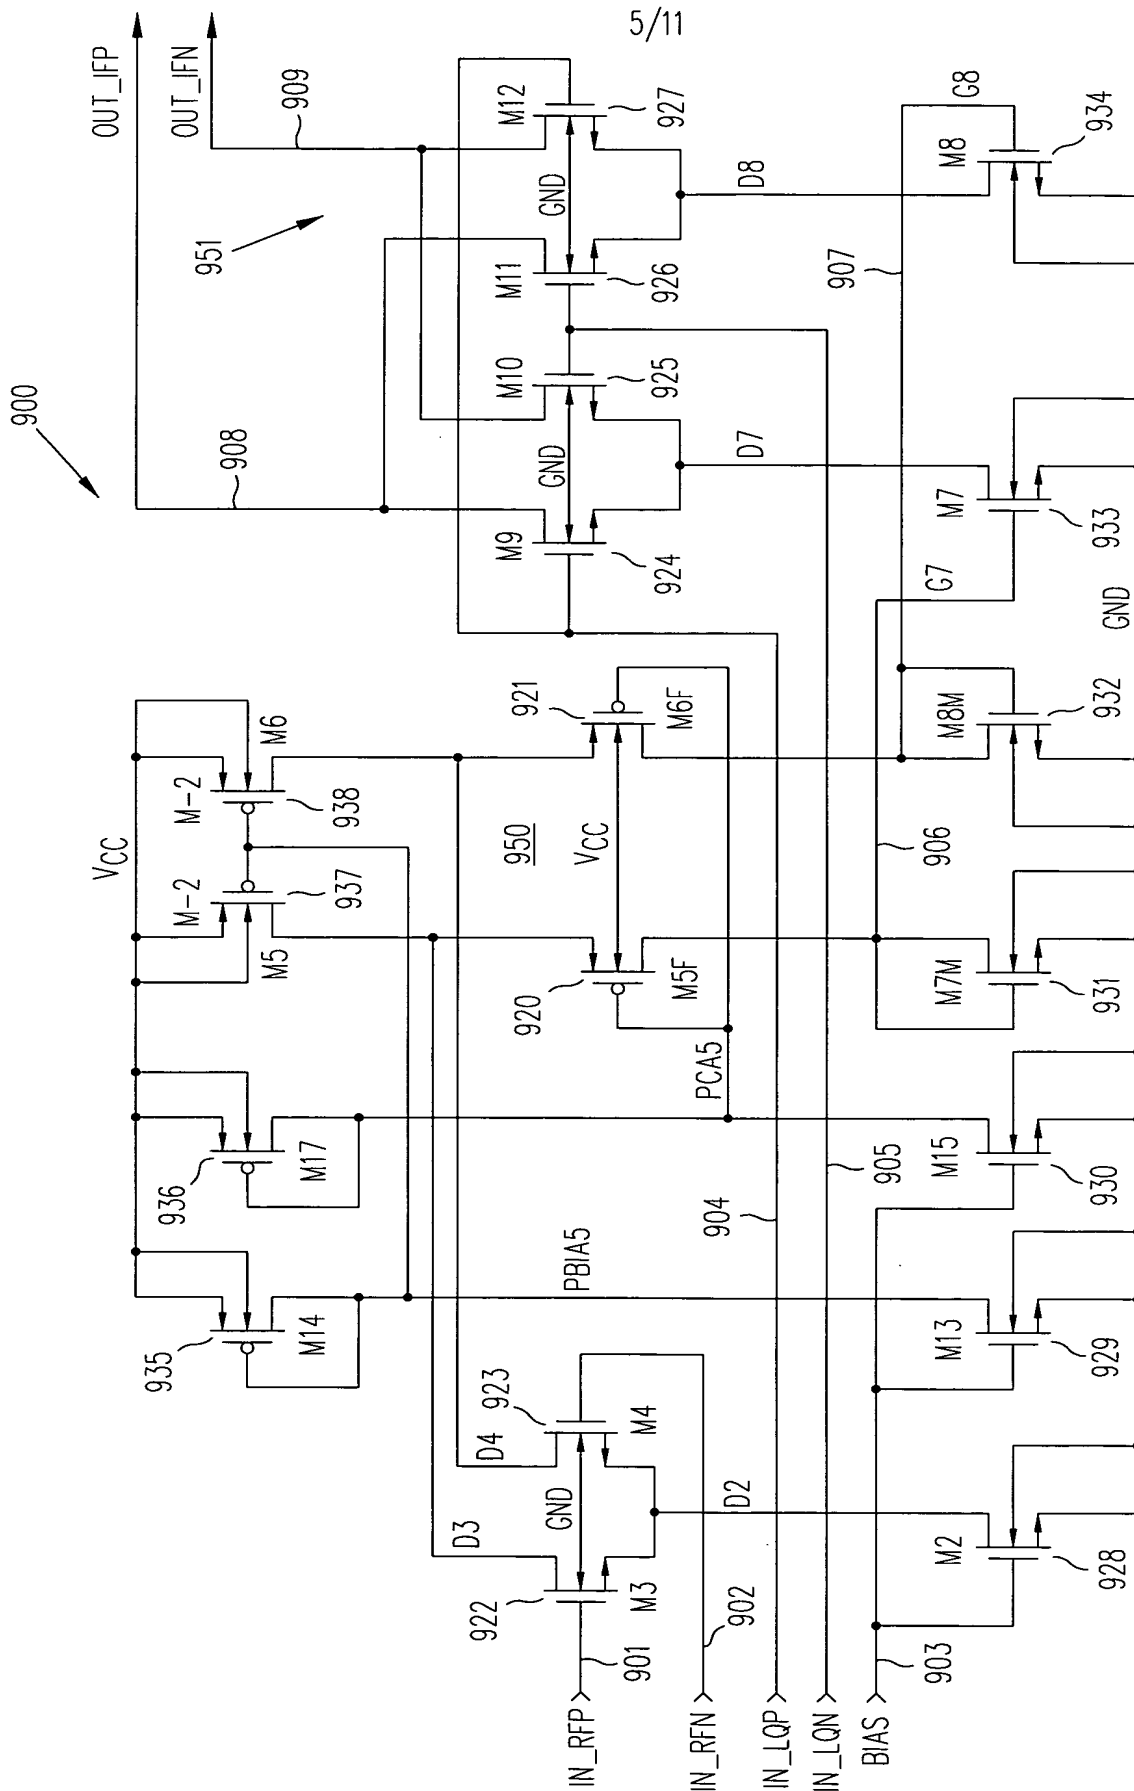 5/11
900
OUT_IFP
OUT_IFN
908
909
951
VCC
M-2
M-2
M5
M6
937
938
936
M17
935
M14
M9
M10
M11
M12
GND
GND
924
925
926
927
950
920
921
VCC
M5F
M6F
D3
D4
922
923
GND
M3
M4
D2
PBIA5
PCA5
D7
D8
904
905
906
907
G7
G8
IN_RFP
901
IN_RFN
902
IN_LQP
IN_LQN
BIAS
903
M2
928
M13
929
M15
930
M7M
931
M8M
932
M7
933
M8
934
GND